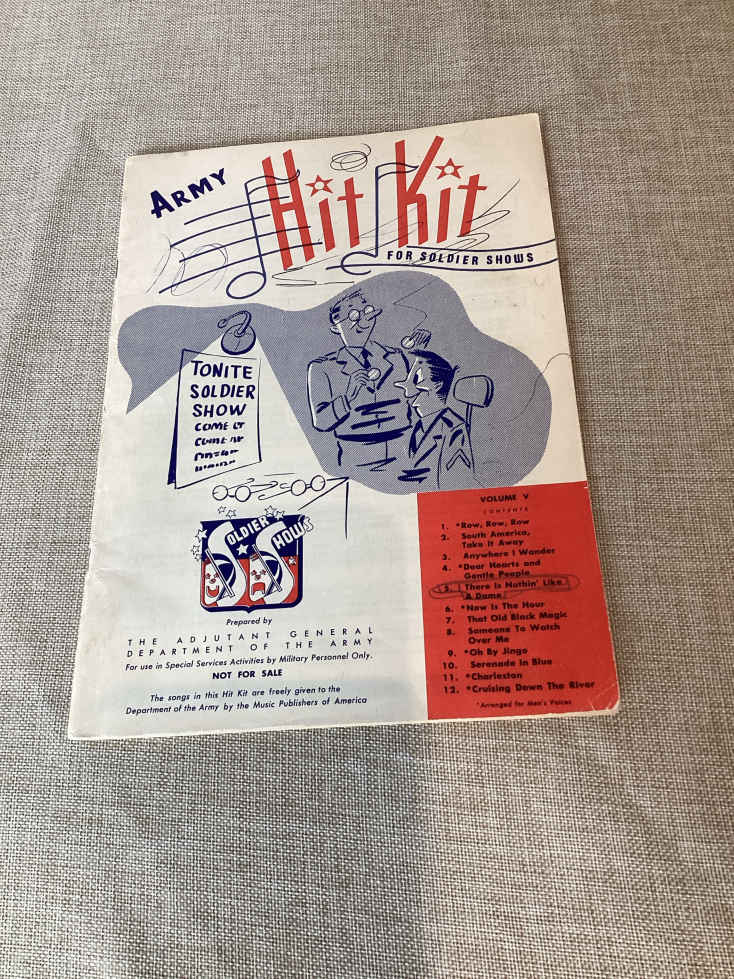 ARMY
Hit Kit
FOR SOLDIER SHOWS
TONITE
SOLDIER
SHOW
COME
SOLDIER SHOWS
Prepared by
THE ADJUTANT GENERAL
DEPARTMENT OF THE ARMY
For use in Special Services Activities by Military Personnel Only.
NOT FOR SALE
The songs in this Hit Kit are freely given to the
Department of the Army by the Music Publishers of America
VOLUME V
CONTENTS
1. *Row, Row, Row
2. South America,
Take It Away
3. Anywhere I Wander
4. *Dear Hearts and
Gentle People
5. There is Nothin' Like
A Dame
6. *Now Is The Hour
7. That Old Black Magic
8. Someone To Watch
Over Me
9. *Oh By Jingo
10. Serenade In Blue
11. *Charleston
12. *Cruising Down The River
*Arranged for Men's Voices